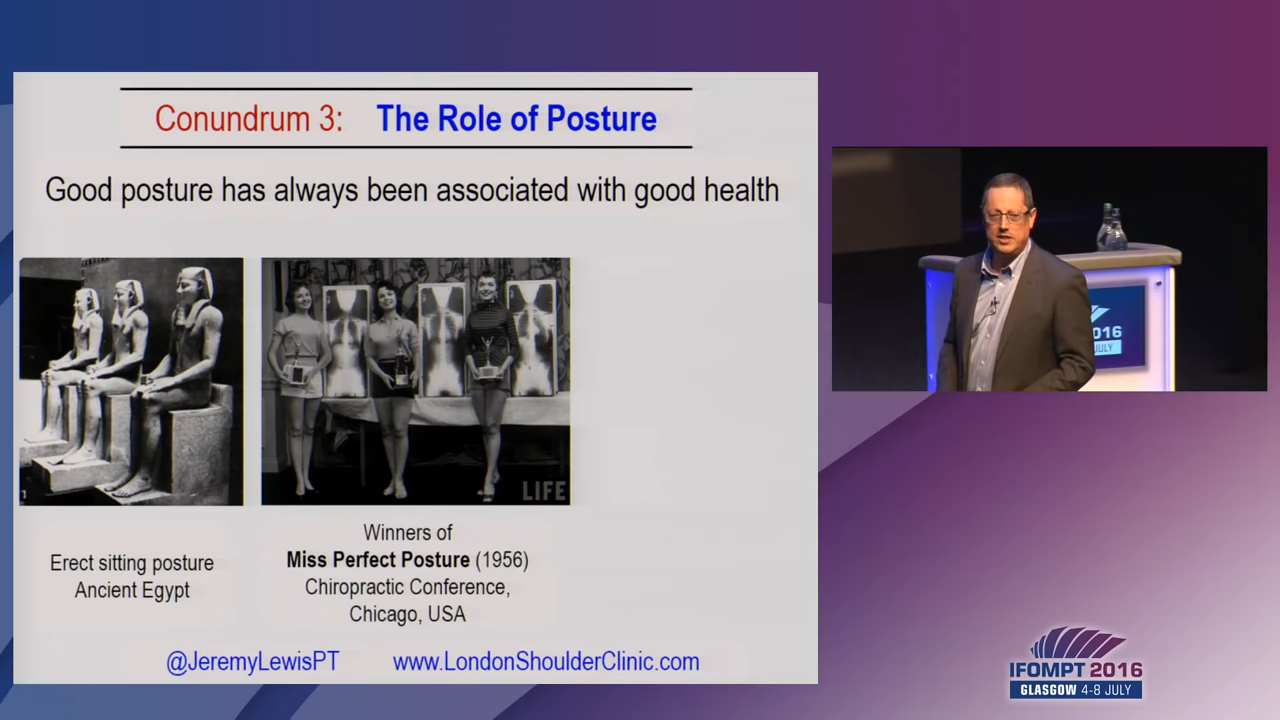 Conundrum 3: The Role of Posture
Good posture has always been associated with good health
LIFE
Erect sitting posture
Ancient Egypt
Winners of
Miss Perfect Posture (1956)
Chiropractic Conference,
Chicago, USA
@JeremyLewisPT www.LondonShoulderClinic.com
016
JULY
IFOMPT 2016
GLASGOW 4-8 JULY